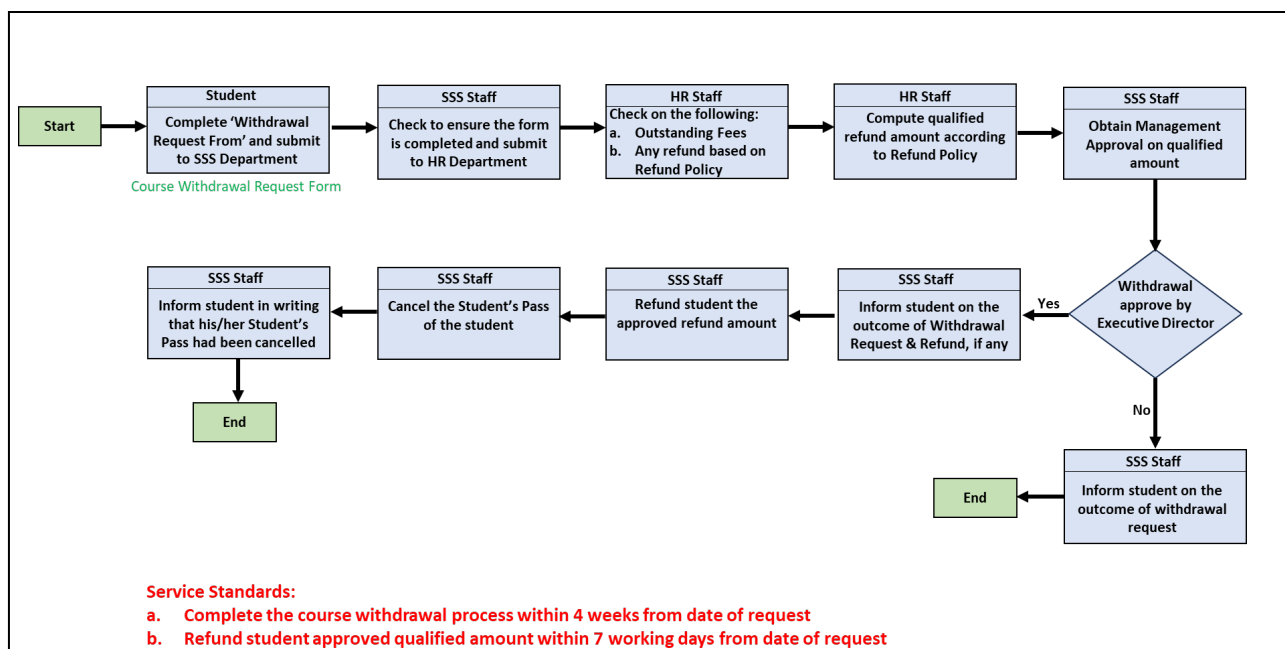 Start
Student
Complete ‘Withdrawal
Request From’ and submit
to SSS Department
Course Withdrawal Request Form
SSS Staff
Check to ensure the form
is completed and submit
to HR Department
HR Staff
Check on the following:
a. Outstanding Fees
b. Any refund based on
Refund Policy
HR Staff
Compute qualified
refund amount according
to Refund Policy
SSS Staff
Obtain Management
Approval on qualified
amount
Withdrawal
approve by
Executive Director
Yes
SSS Staff
Inform student on the
outcome of Withdrawal
Request & Refund, if any
SSS Staff
Refund student the
approved refund amount
SSS Staff
Cancel the Student’s Pass
of the student
SSS Staff
Inform student in writing
that his/her Student’s
Pass had been cancelled
End
No
SSS Staff
Inform student on the
outcome of withdrawal
request
End
Service Standards:
a. Complete the course withdrawal process within 4 weeks from date of request
b. Refund student approved qualified amount within 7 working days from date of request